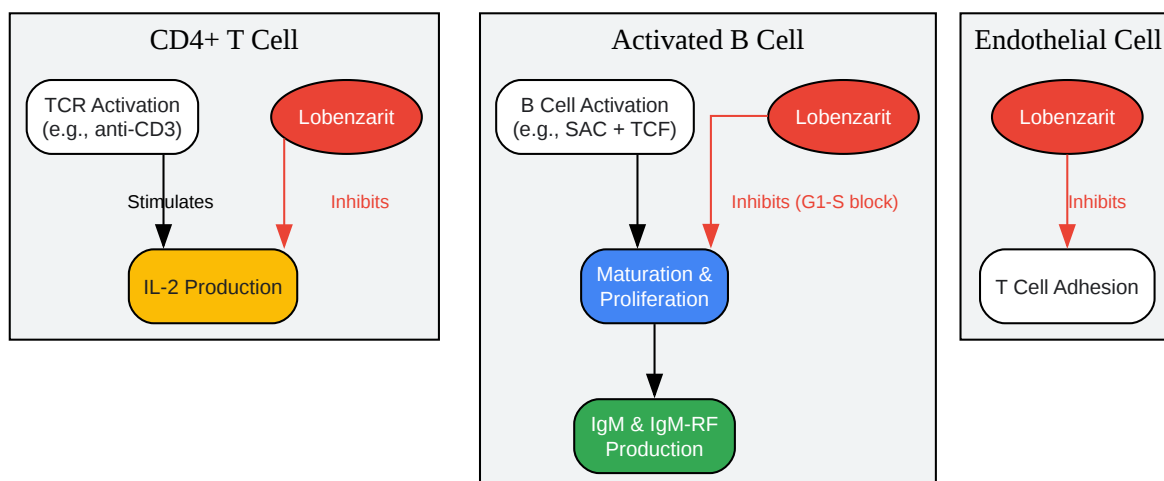 CD4+ T Cell
TCR Activation
(e.g., anti-CD3)
Lobenzarit
Stimulates
Inhibits
IL-2 Production
Activated B Cell
B Cell Activation
(e.g., SAC + TCF)
Lobenzarit
Inhibits (G1-S block)
Maturation &
Proliferation
IgM & IgM-RF
Production
Endothelial Cell
Lobenzarit
Inhibits
T Cell Adhesion